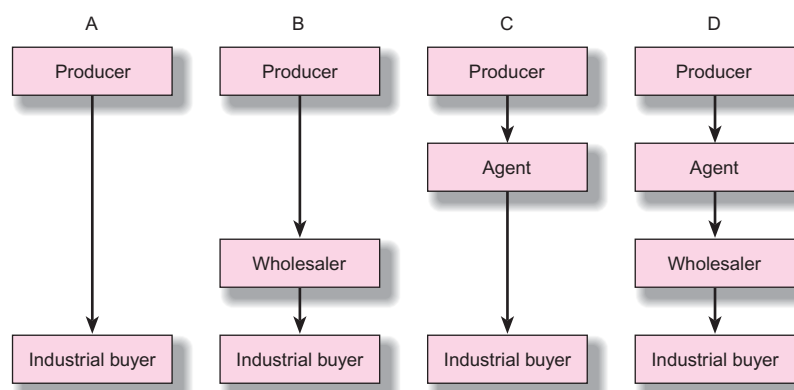 A B C D
Producer Producer Producer Producer
Agent Agent
Wholesaler Wholesaler
Industrial buyer Industrial buyer Industrial buyer Industrial buyer